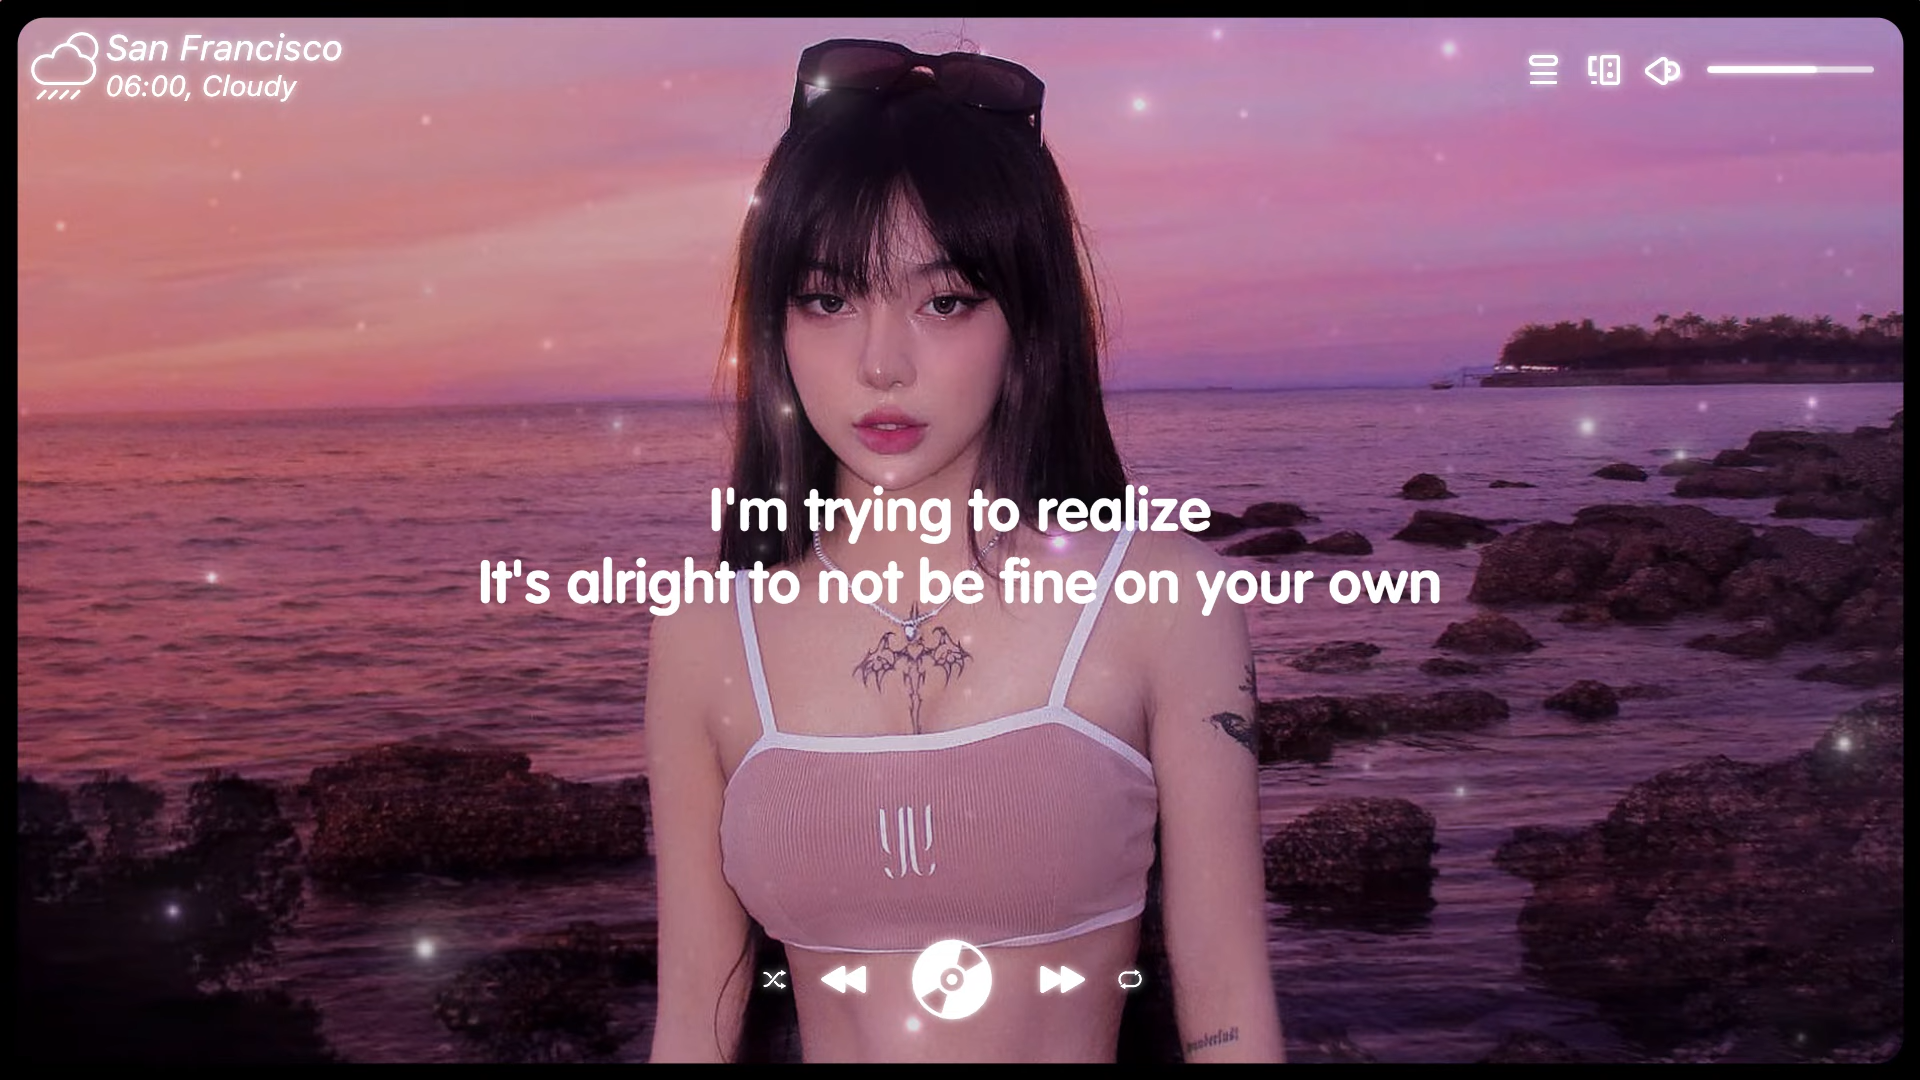 San Francisco
06:00, Cloudy
I'm trying to realize
It's alright to not be fine on your own